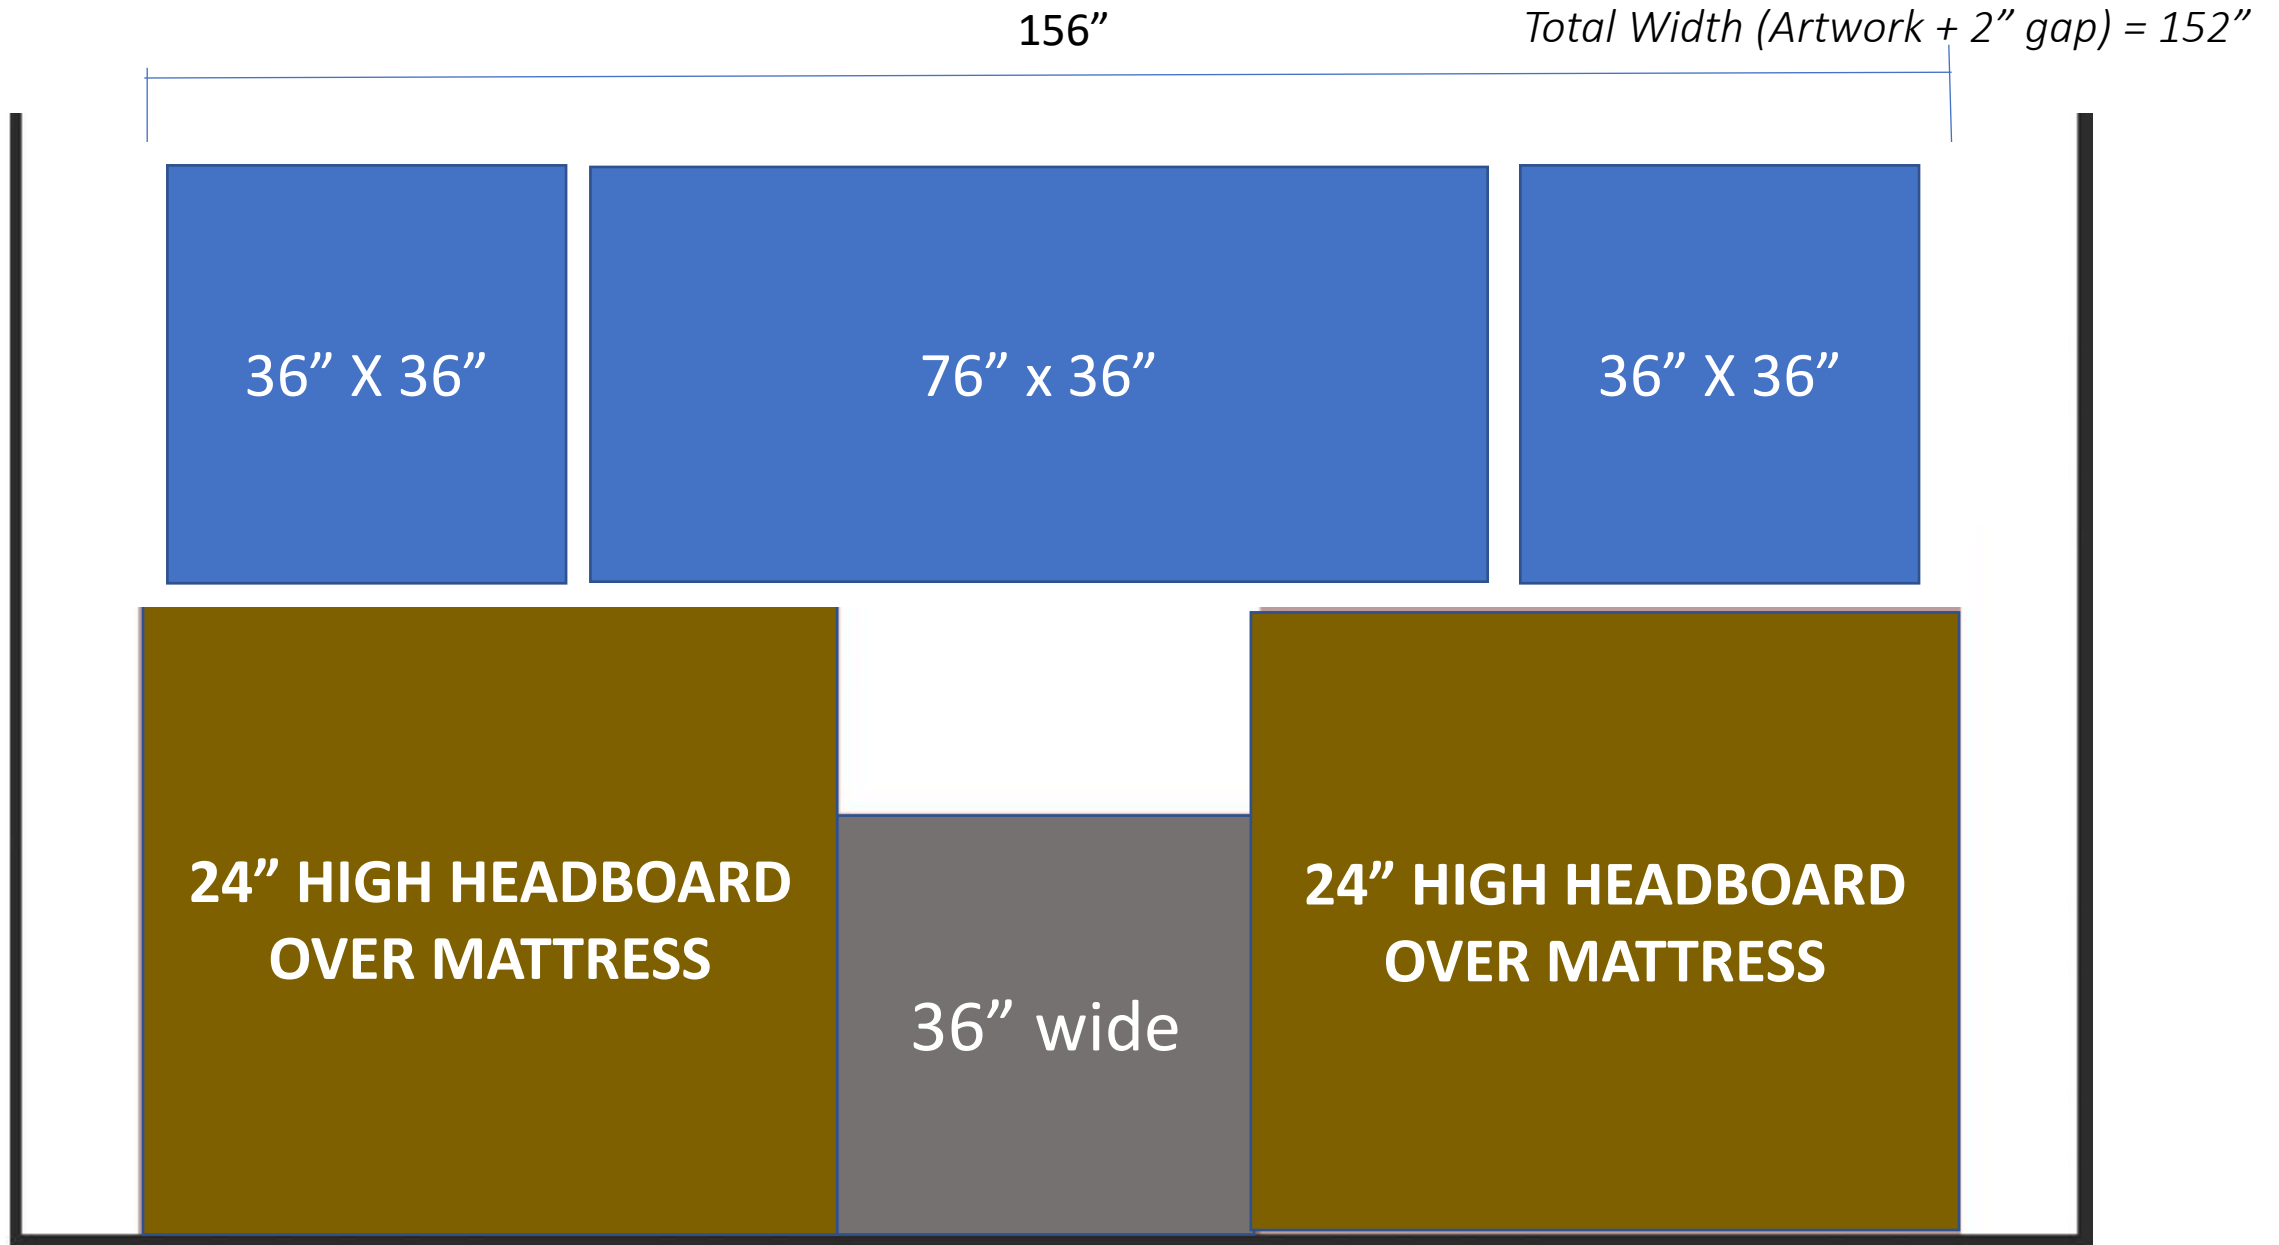 156”
Total Width (Artwork + 2” gap) = 152”
36” X 36”
76” x 36”
36” X 36”
24” HIGH HEADBOARD
OVER MATTRESS
36” wide
24” HIGH HEADBOARD
OVER MATTRESS